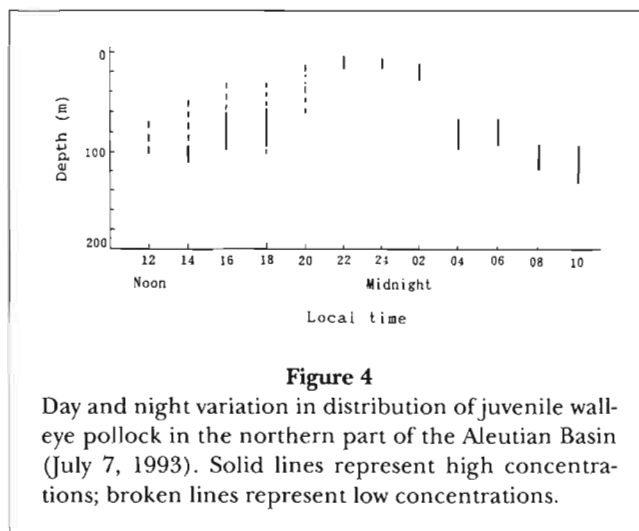 0
Depth (m)
100
200
12 14 16 18 20 22 24 02 04 06 08 10
Noon Midnight
Local time
Figure 4
Day and night variation in distribution of juvenile wall-
eye pollock in the northern part of the Aleutian Basin
(July 7, 1993). Solid lines represent high concentra-
tions; broken lines represent low concentrations.